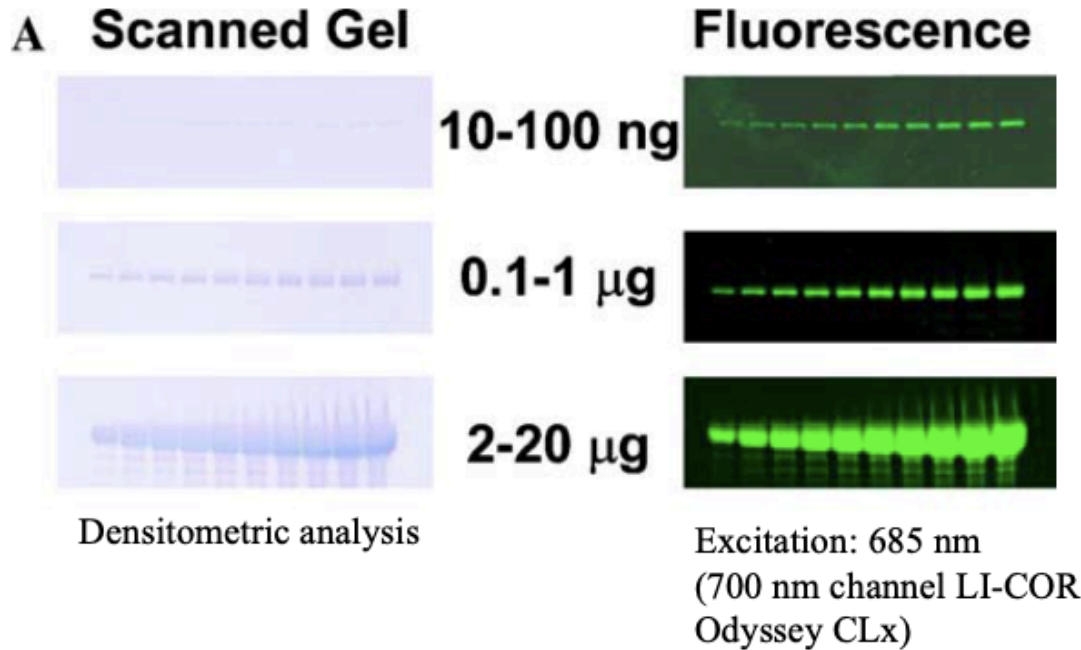 A Scanned Gel Fluorescence
10-100 ng
0.1-1 μg
2-20 μg
Densitometric analysis
Excitation: 685 nm
(700 nm channel LI-COR
Odyssey CLx)